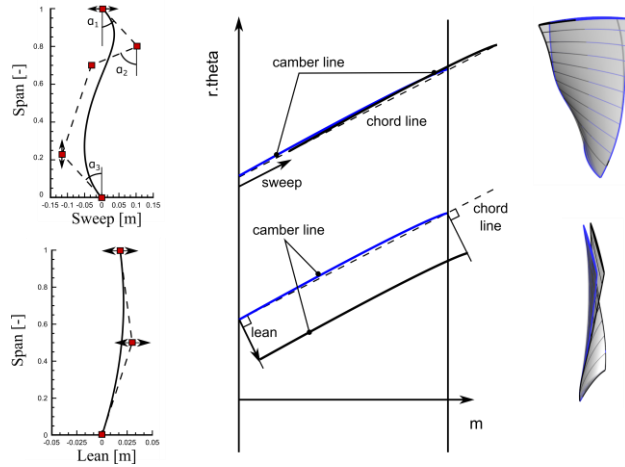 1
0.8
0.6
0.4
0.2
0
Span [-]
α1
α2
α3
-0.15
-0.1
-0.05
0
0.05
0.1
0.15
Sweep [m]
1
0.8
0.6
0.4
0.2
0
Span [-]
-0.05
-0.025
0
0.025
0.05
Lean [m]
r.theta
camber line
chord line
sweep
camber line
chord
line
lean
m